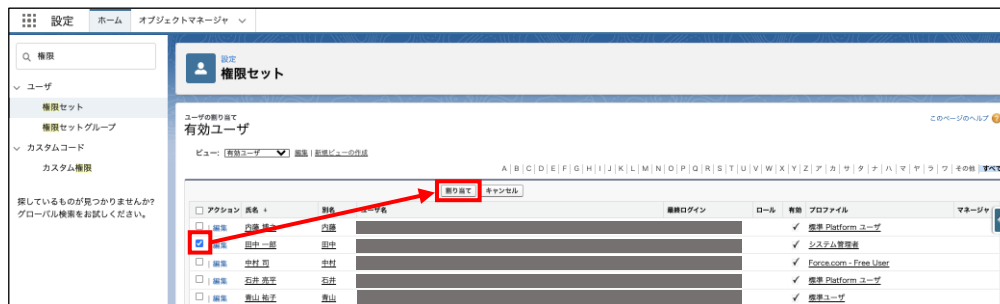 設定 ホーム オブジェクトマネージャ
権限
ユーザ
権限セット
権限セットグループ
カスタムコード
カスタム権限
探しているものが見つかりませんか?
グローバル検索をお試しください。
設定
権限セット
ユーザの割り当て
有効ユーザ
このページのヘルプ
ビュー: 有効ユーザ 編集 | 新規ビューの作成
A | B | C | D | E | F | G | H | I | J | K | L | M | N | O | P | Q | R | S | T | U | V | W | X | Y | Z | ア | カ | サ | タ | ナ | ハ | マ | ヤ | ラ | ワ | その他 | すべて
割り当て キャンセル
アクション 氏名 ↑ 別名 ユーザ名 最終ログイン ロール 有効 プロファイル マネージャ
| 編集 内藤 内藤 ✓ 標準 Platform ユーザ
編集 田中 一郎 田中 ✓ システム管理者
| 編集 中村 司 中村 ✓ Force.com - Free User
| 編集 石井 亮平 石井 ✓ 標準 Platform ユーザ
| 編集 青山 祐子 青山 ✓ 標準ユーザ